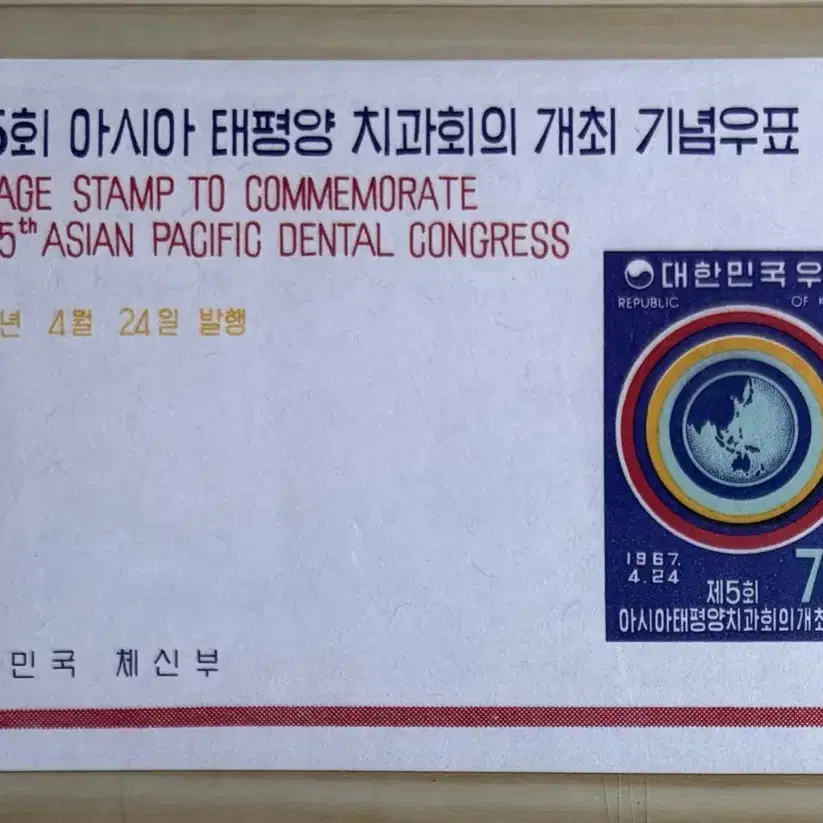 5회 아시아 태평양 치과회의 개최 기념우표
AGE STAMP TO COMMEMORATE
5th ASIAN PACIFIC DENTAL CONGRESS
년 4월 24일 발행
대한민국우
REPUBLIC OF K
1967.
4.24
7
제5회
아시아태평양치과회의개최
민국 체신부